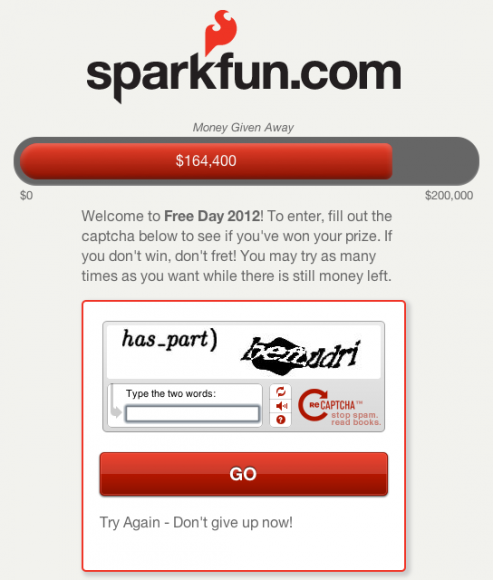 sparkfun.com
Money Given Away
$164,400
$0 $200,000
Welcome to Free Day 2012! To enter, fill out the
captcha below to see if you've won your prize. If
you don't win, don't fret! You may try as many
times as you want while there is still money left.
has_part)
Type the two words:
reCAPTCHA™
stop spam.
read books.
GO
Try Again - Don't give up now!